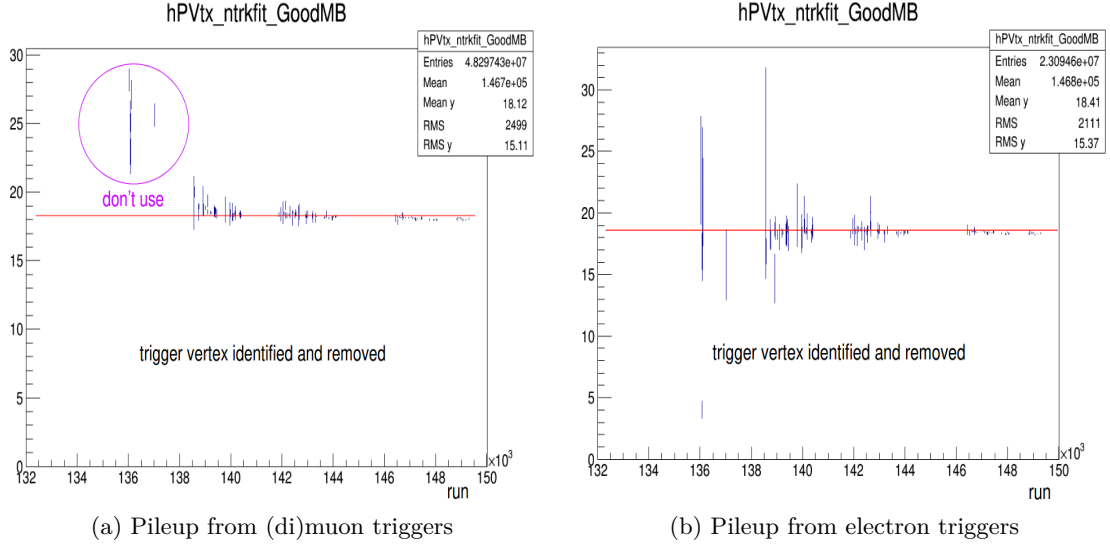 hPVtx_ntrkfit_GoodMB
hPVtx_ntrkfit_GoodMB
Entries 4.829743e+07
Mean 1.467e+05
Mean y 18.12
RMS 2499
RMS y 15.11
30
25
20
15
10
5
0
don't use
trigger vertex identified and removed
132 134 136 138 140 142 144 146 148 150
×10³
run
(a) Pileup from (di)muon triggers
hPVtx_ntrkfit_GoodMB
hPVtx_ntrkfit_GoodMB
Entries 2.30946e+07
Mean 1.468e+05
Mean y 18.41
RMS 2111
RMS y 15.37
30
25
20
15
10
5
0
trigger vertex identified and removed
132 134 136 138 140 142 144 146 148 150
×10³
run
(b) Pileup from electron triggers